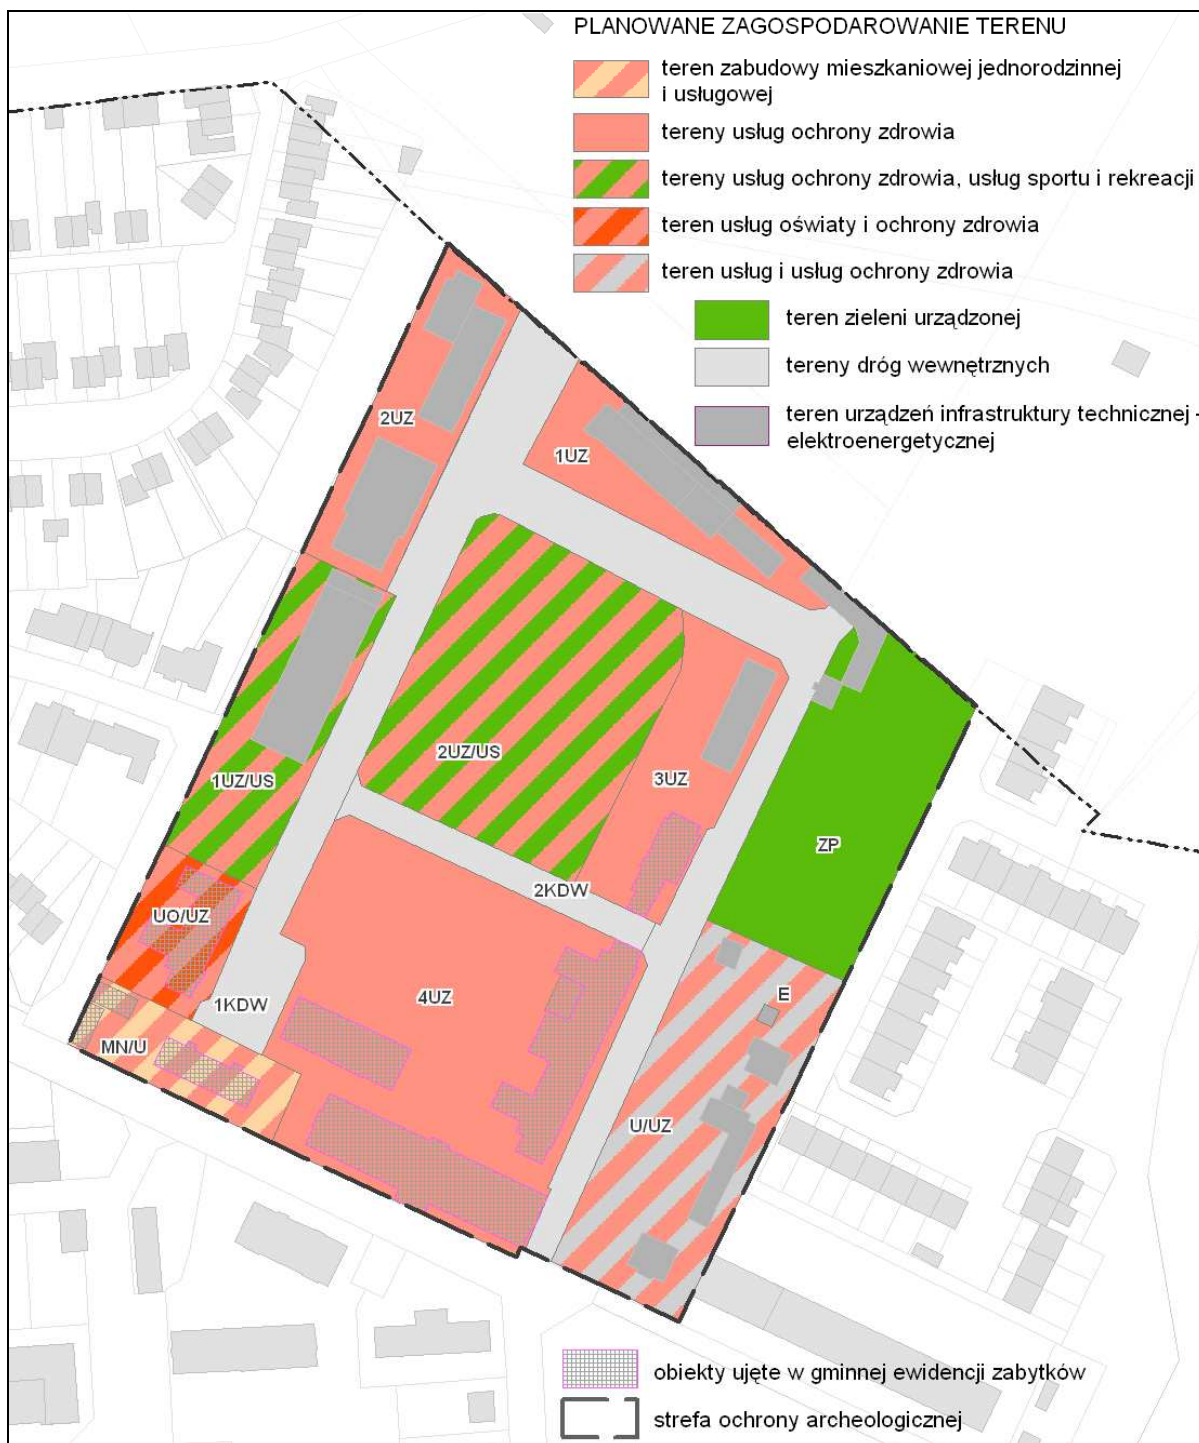 PLANOWANE ZAGOSPODAROWANIE TERENU
teren zabudowy mieszkaniowej jednorodzinnej
i usługowej
tereny usług ochrony zdrowia
tereny usług ochrony zdrowia, usług sportu i rekreacji
teren usług oświaty i ochrony zdrowia
teren usług i usług ochrony zdrowia
teren zieleni urządzonej
tereny dróg wewnętrznych
teren urządzeń infrastruktury technicznej -
elektroenergetycznej
2UZ
1UZ
2UZ/US
1UZ/US
3UZ
ZP
2KDW
UO/UZ
4UZ
E
1KDW
MN/U
U/UZ
obiekty ujęte w gminnej ewidencji zabytków
strefa ochrony archeologicznej